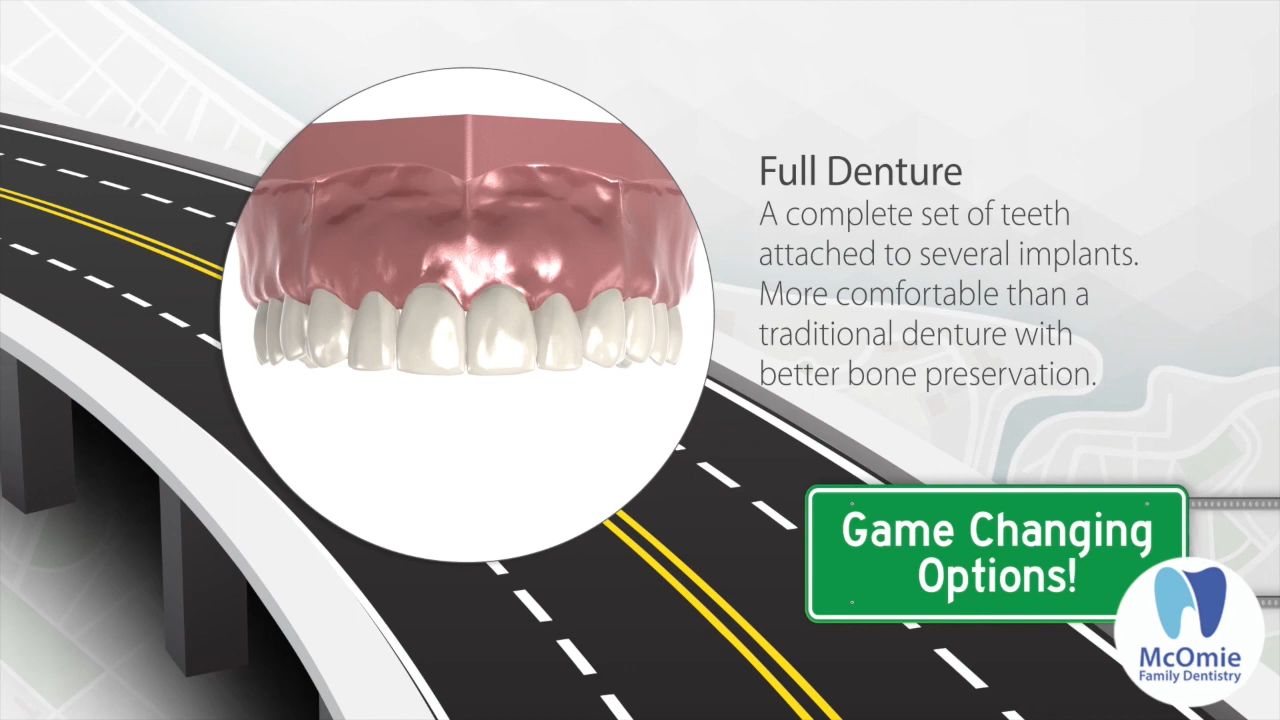 Full Denture
A complete set of teeth
attached to several implants.
More comfortable than a
traditional denture with
better bone preservation.
Game Changing
Options!
McOmie
Family Dentistry